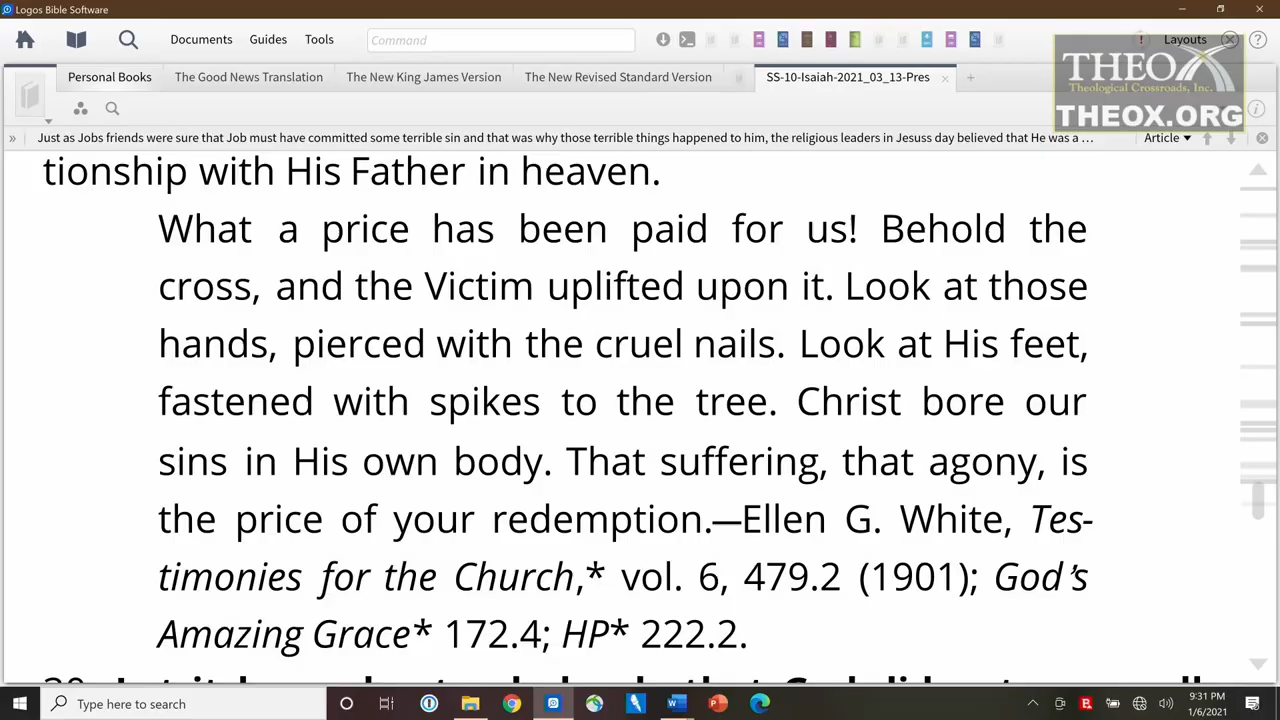 Logos Bible Software
Documents Guides Tools Command Layouts
THEOX
Theological Crossroads, Inc.
THEOX.ORG
Personal Books The Good News Translation The New King James Version The New Revised Standard Version SS-10-Isaiah-2021_03_13-Pres
Just as Jobs friends were sure that Job must have committed some terrible sin and that was why those terrible things happened to him, the religious leaders in Jesuss day believed that He was a ... Article
tionship with His Father in heaven.
What a price has been paid for us! Behold the
cross, and the Victim uplifted upon it. Look at those
hands, pierced with the cruel nails. Look at His feet,
fastened with spikes to the tree. Christ bore our
sins in His own body. That suffering, that agony, is
the price of your redemption.—Ellen G. White, Tes-
timonies for the Church,* vol. 6, 479.2 (1901); God's
Amazing Grace* 172.4; HP* 222.2.
Type here to search
9:31 PM
1/6/2021